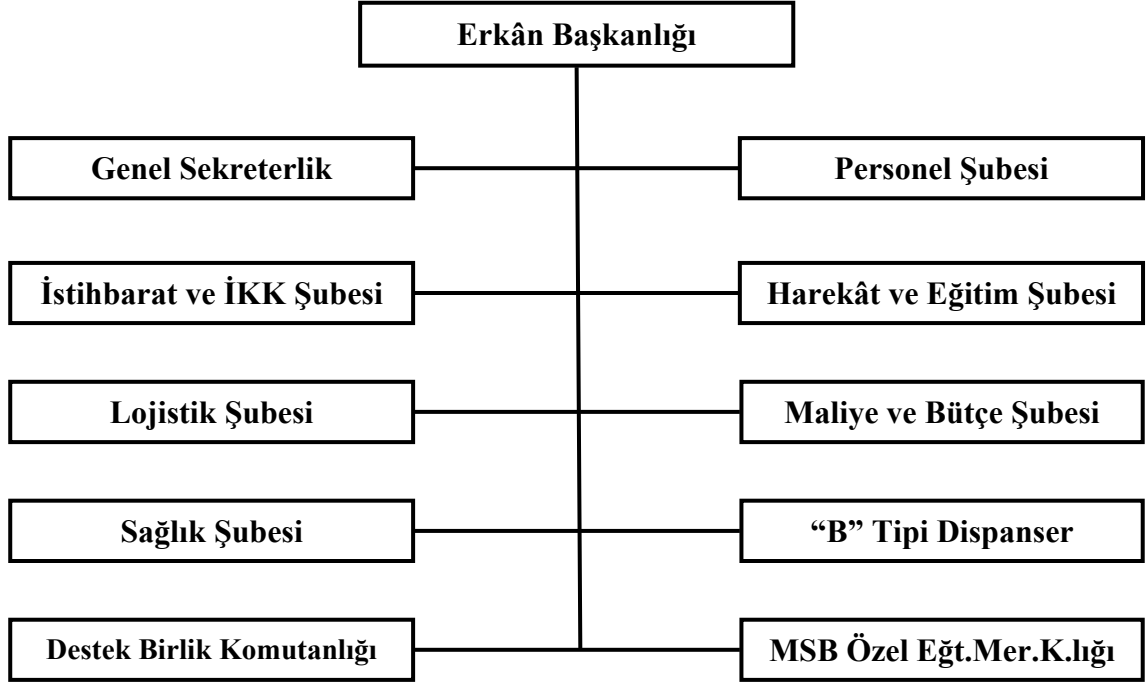 Erkân Başkanlığı
Genel Sekreterlik
Personel Şubesi
İstihbarat ve İKK Şubesi
Harekât ve Eğitim Şubesi
Lojistik Şubesi
Maliye ve Bütçe Şubesi
Sağlık Şubesi
“B” Tipi Dispanser
Destek Birlik Komutanlığı
MSB Özel Eğt.Mer.K.lığı